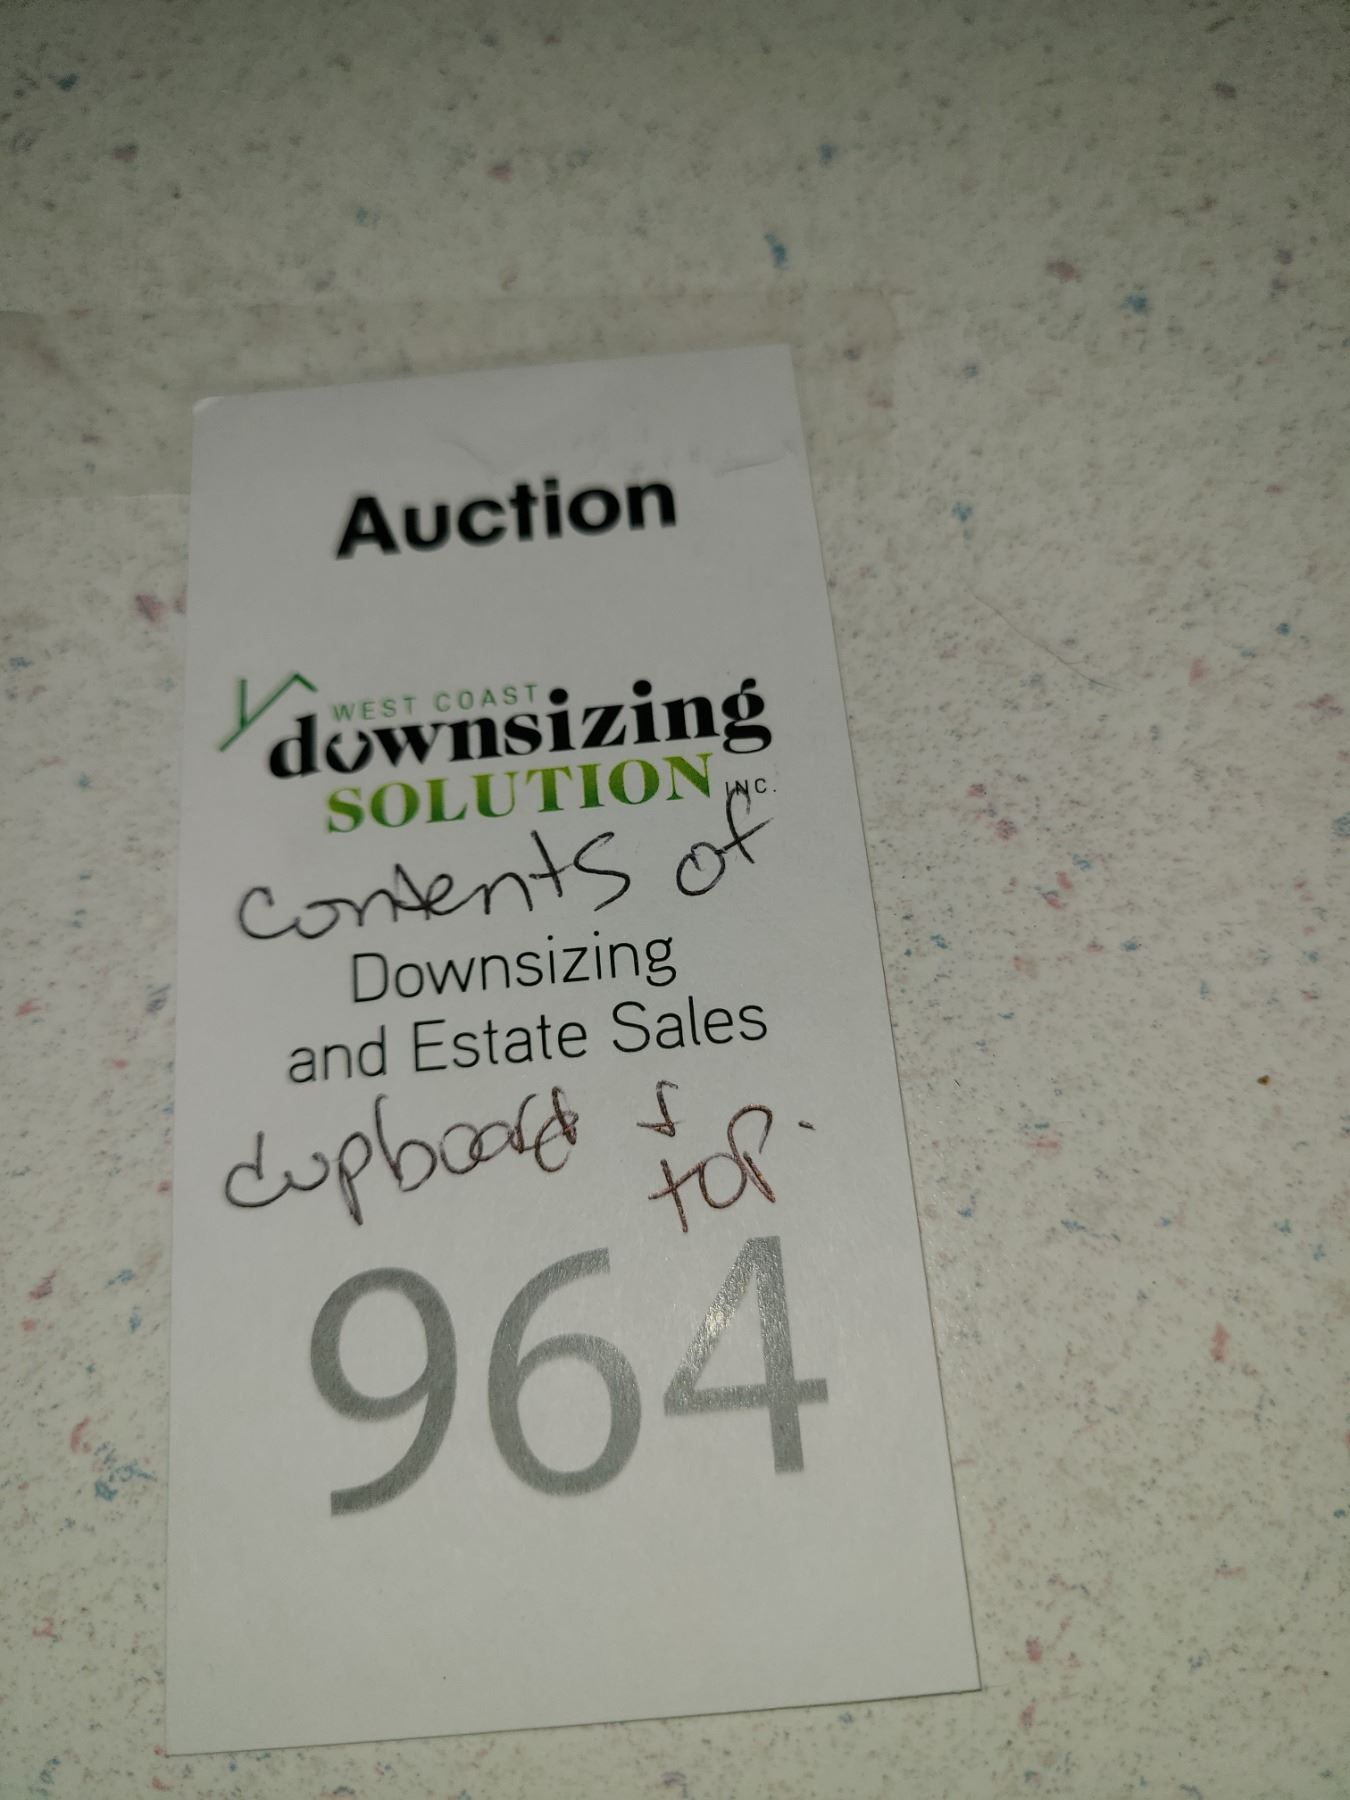 Auction
WEST COAST
downsizing
SOLUTION INC.
contents of
Downsizing
and Estate Sales
cupboard &
top.
964